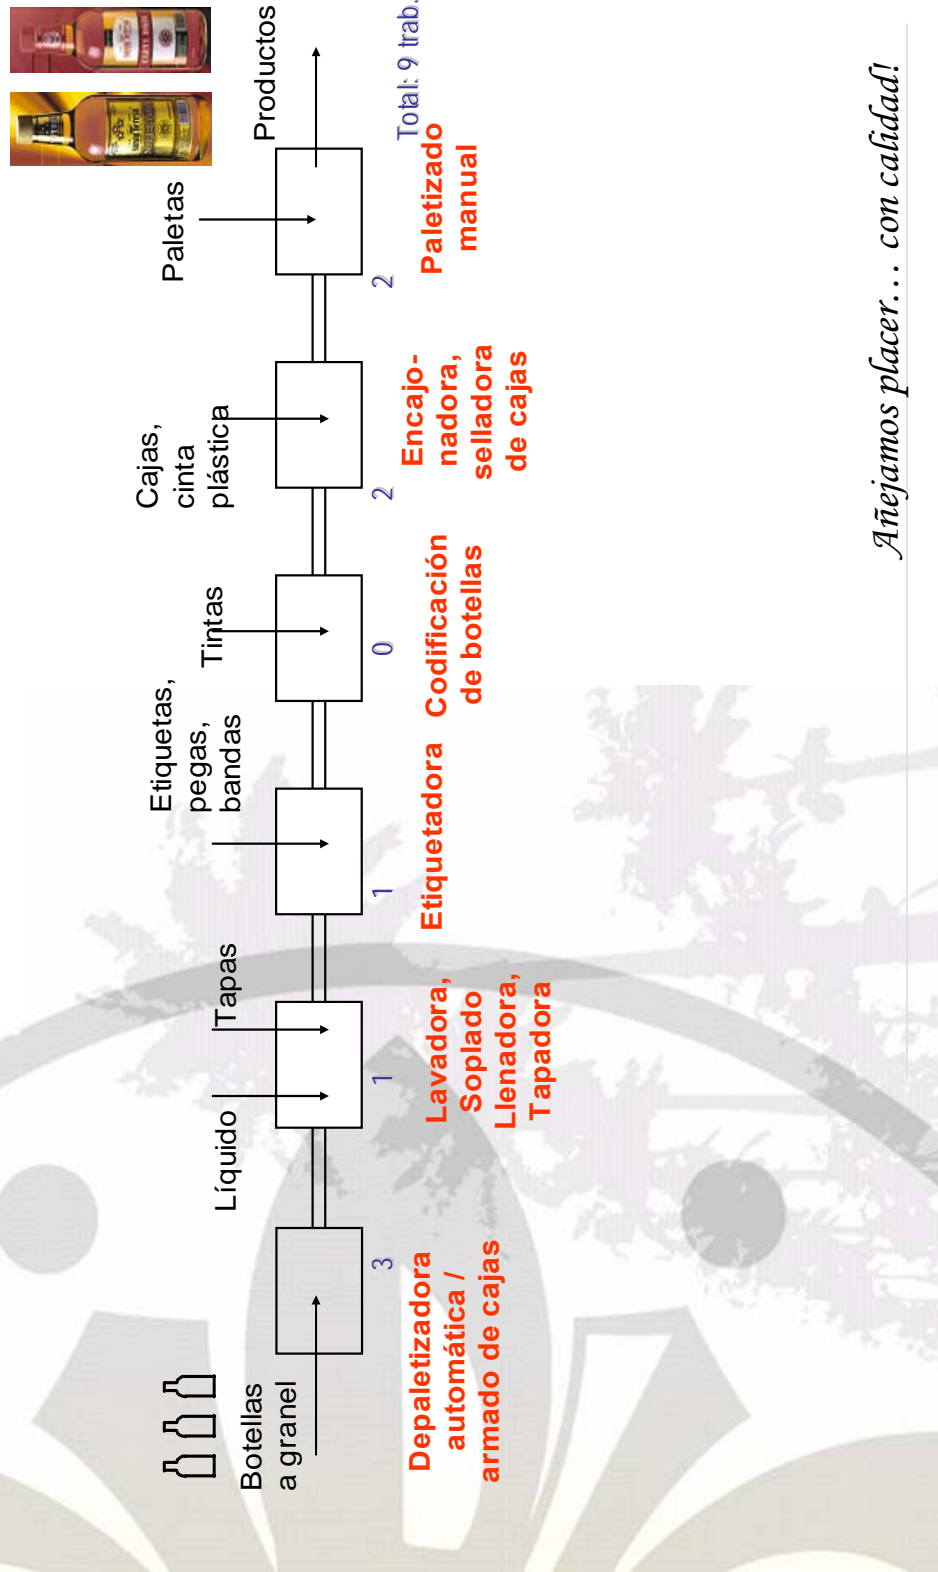 Botellas
a granel
Líquido
Tapas
Etiquetas,
pegas,
bandas
Tintas
Cajas,
cinta
plástica
Paletas
Productos
3
1
1
0
2
2
Total: 9 trab.
Depaletizadora
automática /
armado de cajas
Lavadora,
Soplado
Llenadora,
Tapadora
Etiquetadora
Codificación
de botellas
Encajo-
nadora,
selladora
de cajas
Paletizado
manual
Añejamos placer… con calidad!